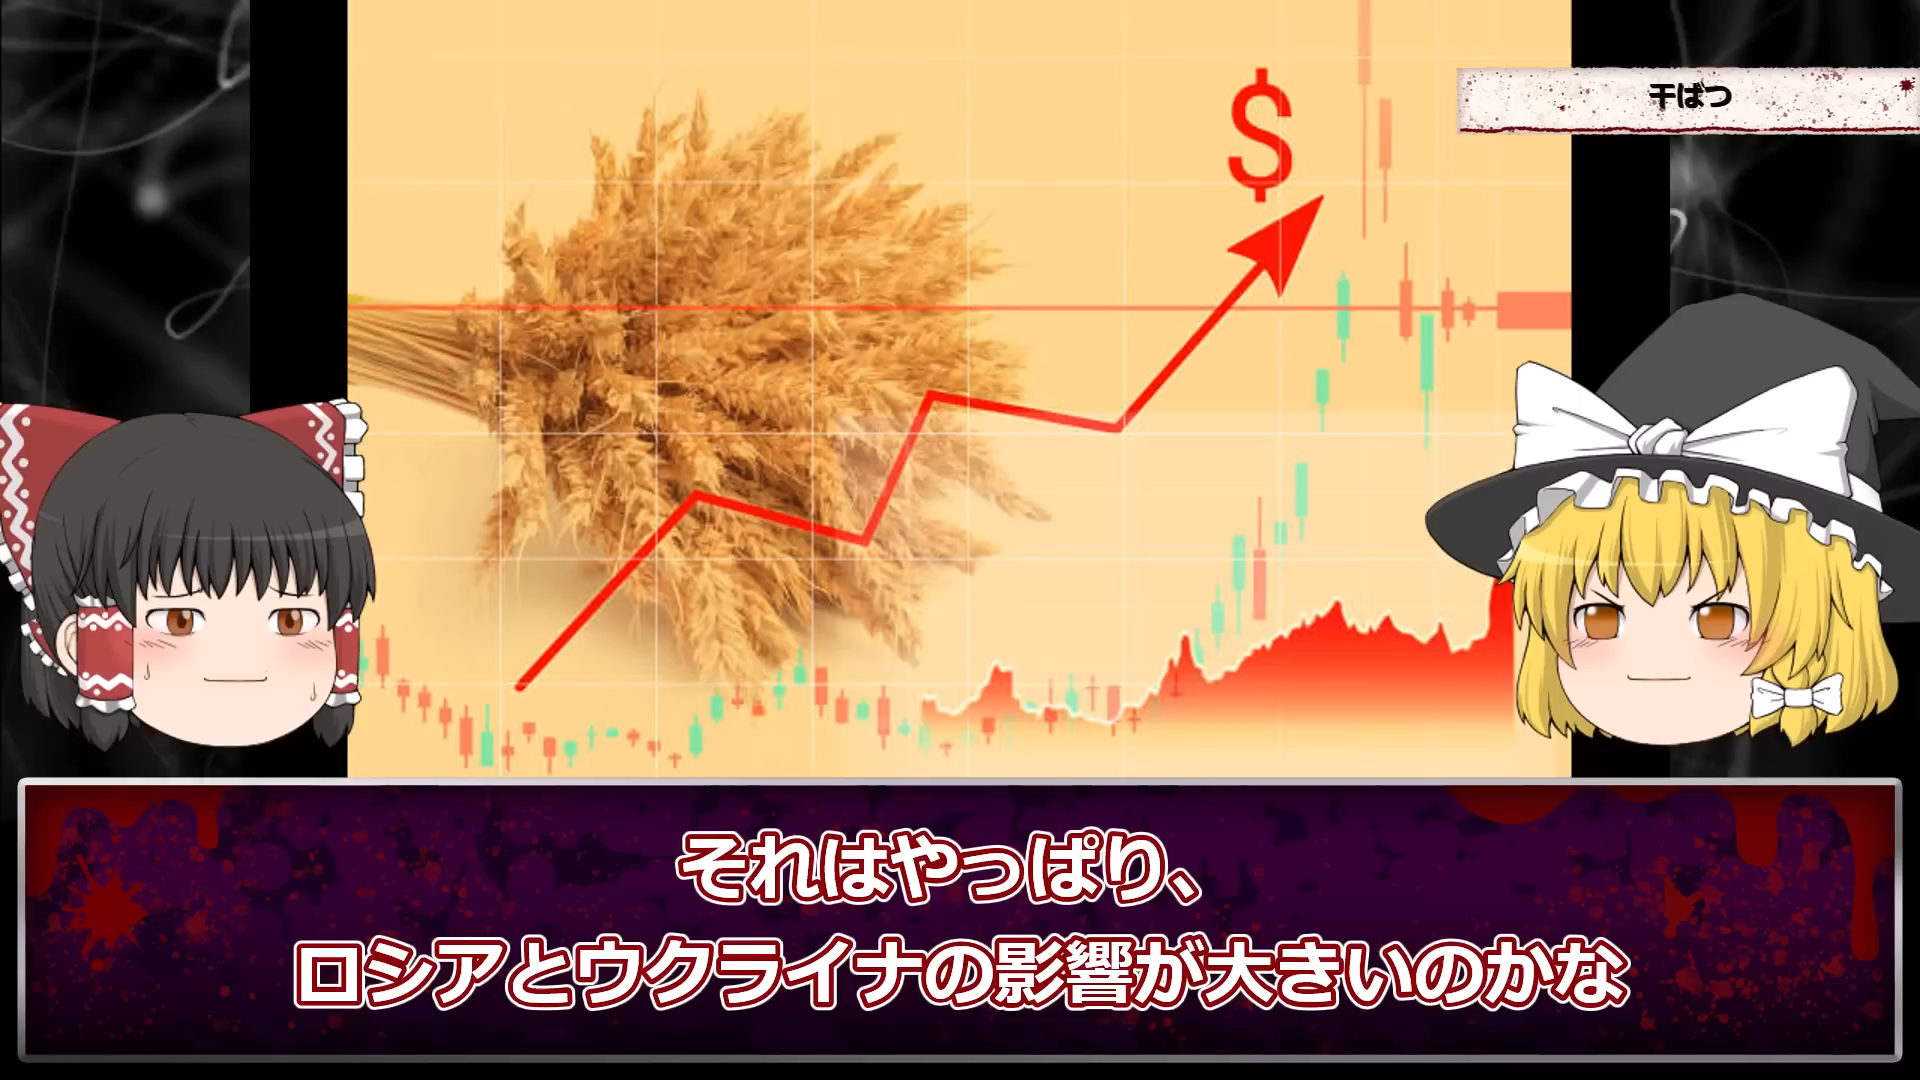 $
干ばつ
それはやっぱり、
ロシアとウクライナの影響が大きいのかな